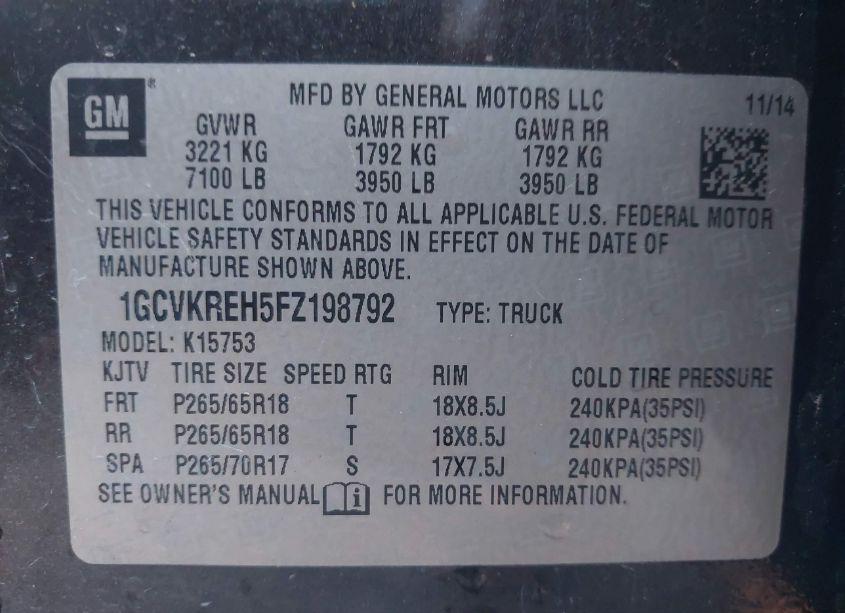 GM
MFD BY GENERAL MOTORS LLC
11/14
GVWR GAWR FRT GAWR RR
3221 KG 1792 KG 1792 KG
7100 LB 3950 LB 3950 LB
THIS VEHICLE CONFORMS TO ALL APPLICABLE U.S. FEDERAL MOTOR
VEHICLE SAFETY STANDARDS IN EFFECT ON THE DATE OF
MANUFACTURE SHOWN ABOVE.
1GCVKREH5FZ198792 TYPE: TRUCK
MODEL: K15753
KJTV TIRE SIZE SPEED RTG RIM COLD TIRE PRESSURE
FRT P265/65R18 T 18X8.5J 240KPA(35PSI)
RR P265/65R18 T 18X8.5J 240KPA(35PSI)
SPA P265/70R17 S 17X7.5J 240KPA(35PSI)
SEE OWNER'S MANUAL i FOR MORE INFORMATION.